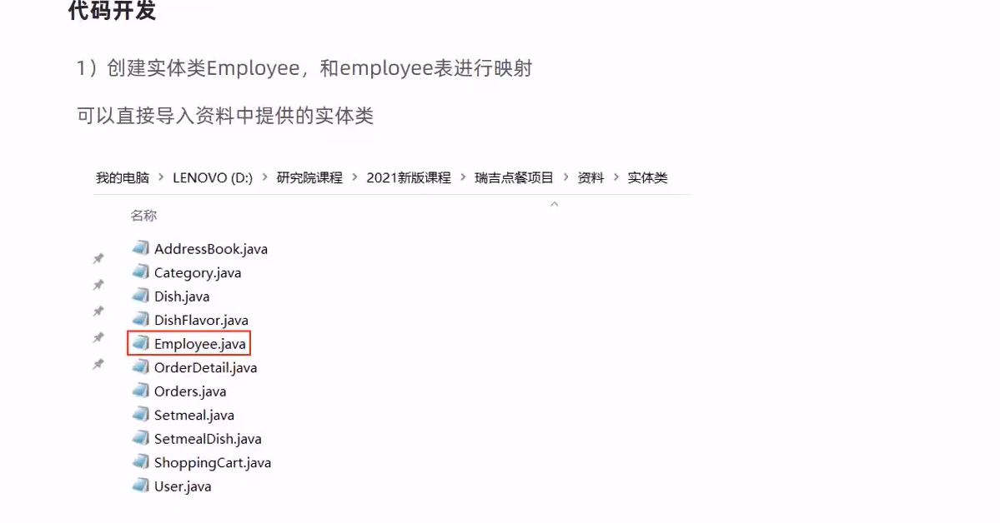 代码开发
1）创建实体类Employee，和employee表进行映射
可以直接导入资料中提供的实体类
我的电脑 > LENOVO (D:) > 研究院课程 > 2021新版课程 > 瑞吉点餐项目 > 资料 > 实体类
名称
AddressBook.java
Category.java
Dish.java
DishFlavor.java
Employee.java
OrderDetail.java
Orders.java
Setmeal.java
SetmealDish.java
ShoppingCart.java
User.java